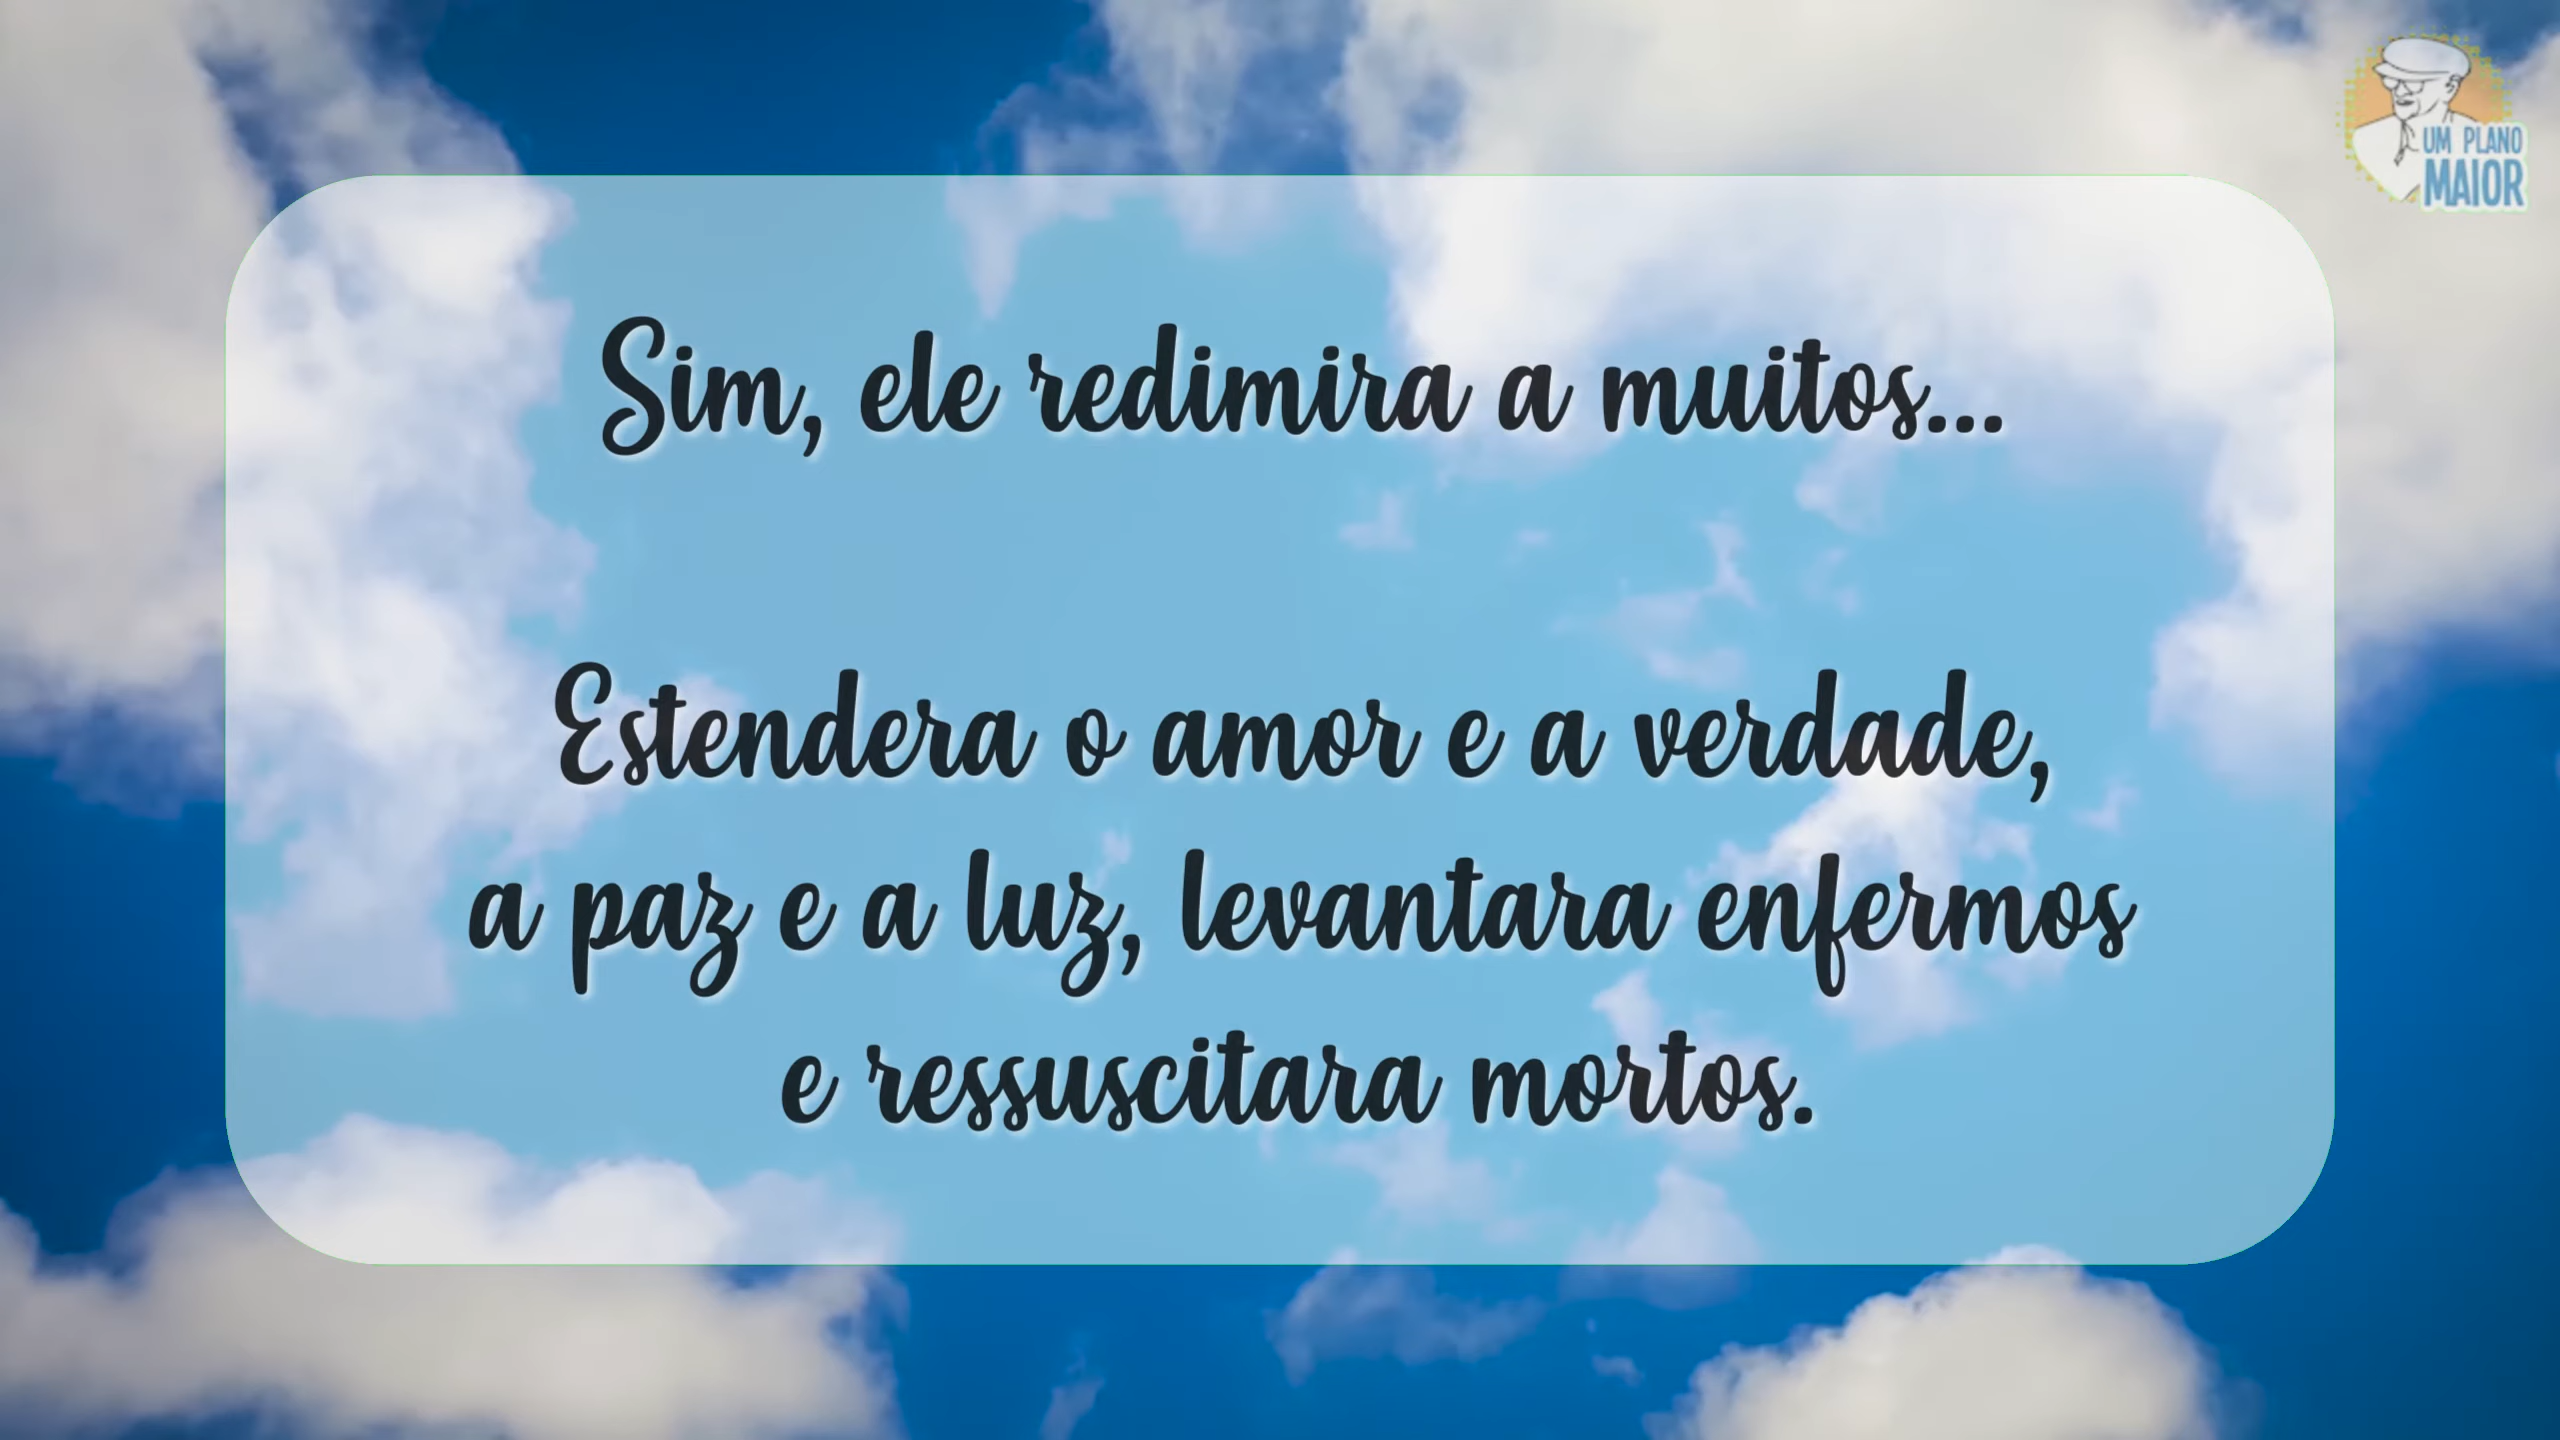 UM PLANO
MAIOR
Sim, ele redimira a muitos...
Estendera o amor e a verdade,
a paz e a luz, levantara enfermos
e ressuscitara mortos.